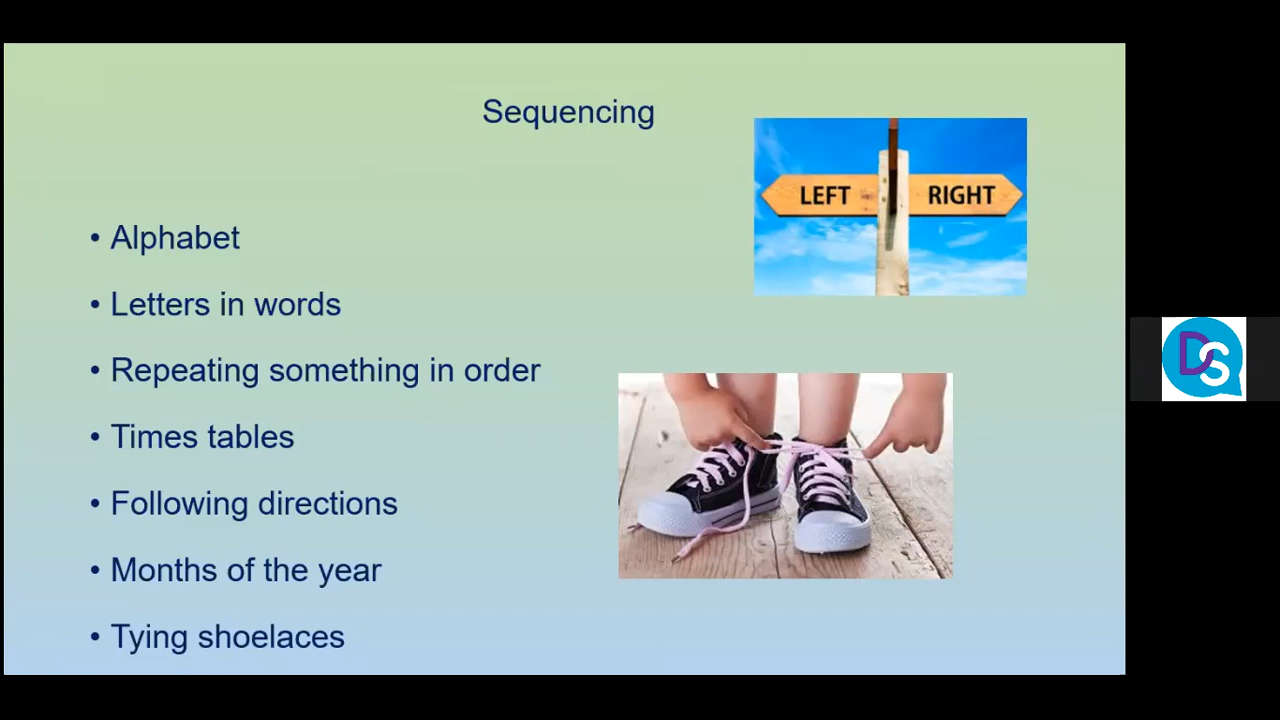 Sequencing
LEFT RIGHT
• Alphabet
• Letters in words
• Repeating something in order
• Times tables
• Following directions
• Months of the year
• Tying shoelaces
DS